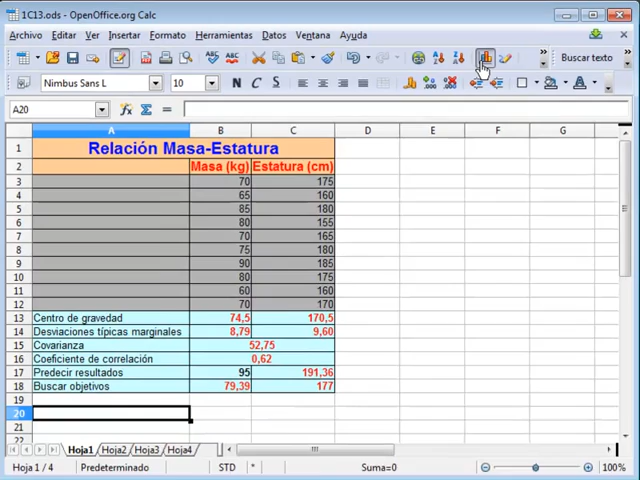 1C13.ods - OpenOffice.org Calc
Archivo Editar Ver Insertar Formato Herramientas Datos Ventana Ayuda
Buscar texto
Nimbus Sans L 10 N C S
A20
A B C D E F G
1 Relación Masa-Estatura
2 Masa (kg) Estatura (cm)
3 70 175
4 65 160
5 85 180
6 80 155
7 70 165
8 75 180
9 90 185
10 80 175
11 60 160
12 70 170
13 Centro de gravedad 74,5 170,5
14 Desviaciones típicas marginales 8,79 9,60
15 Covarianza 52,75
16 Coeficiente de correlación 0,62
17 Predecir resultados 95 191,36
18 Buscar objetivos 79,39 177
19
20
21
22
Hoja1 Hoja2 Hoja3 Hoja4
Hoja 1 / 4 Predeterminado STD * Suma=0 100%